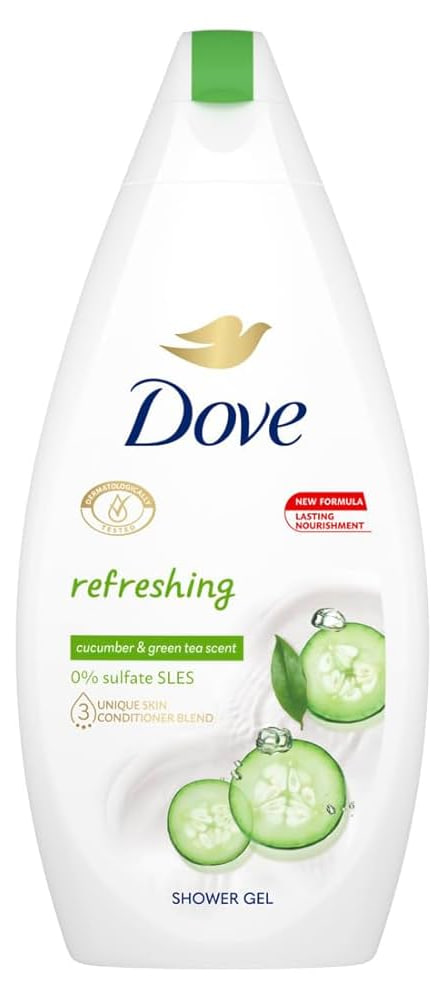 Dove
DERMATOLOGICALLY
TESTED
NEW FORMULA
LASTING
NOURISHMENT
refreshing
cucumber & green tea scent
0% sulfate SLES
3 UNIQUE SKIN
CONDITIONER BLEND
SHOWER GEL